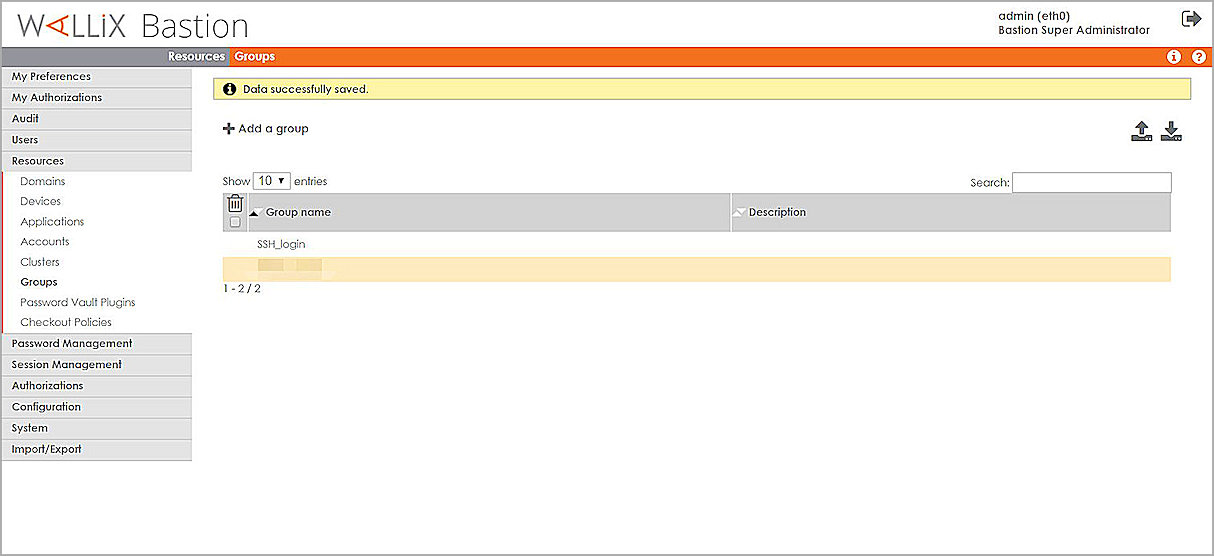 WALLiX Bastion
admin (eth0)
Bastion Super Administrator
Resources Groups
My Preferences
My Authorizations
Audit
Users
Resources
Domains
Devices
Applications
Accounts
Clusters
Groups
Password Vault Plugins
Checkout Policies
Password Management
Session Management
Authorizations
Configuration
System
Import/Export
Data successfully saved.
Add a group
Show 10 entries
Search:
Group name Description
SSH_login
1 - 2 / 2